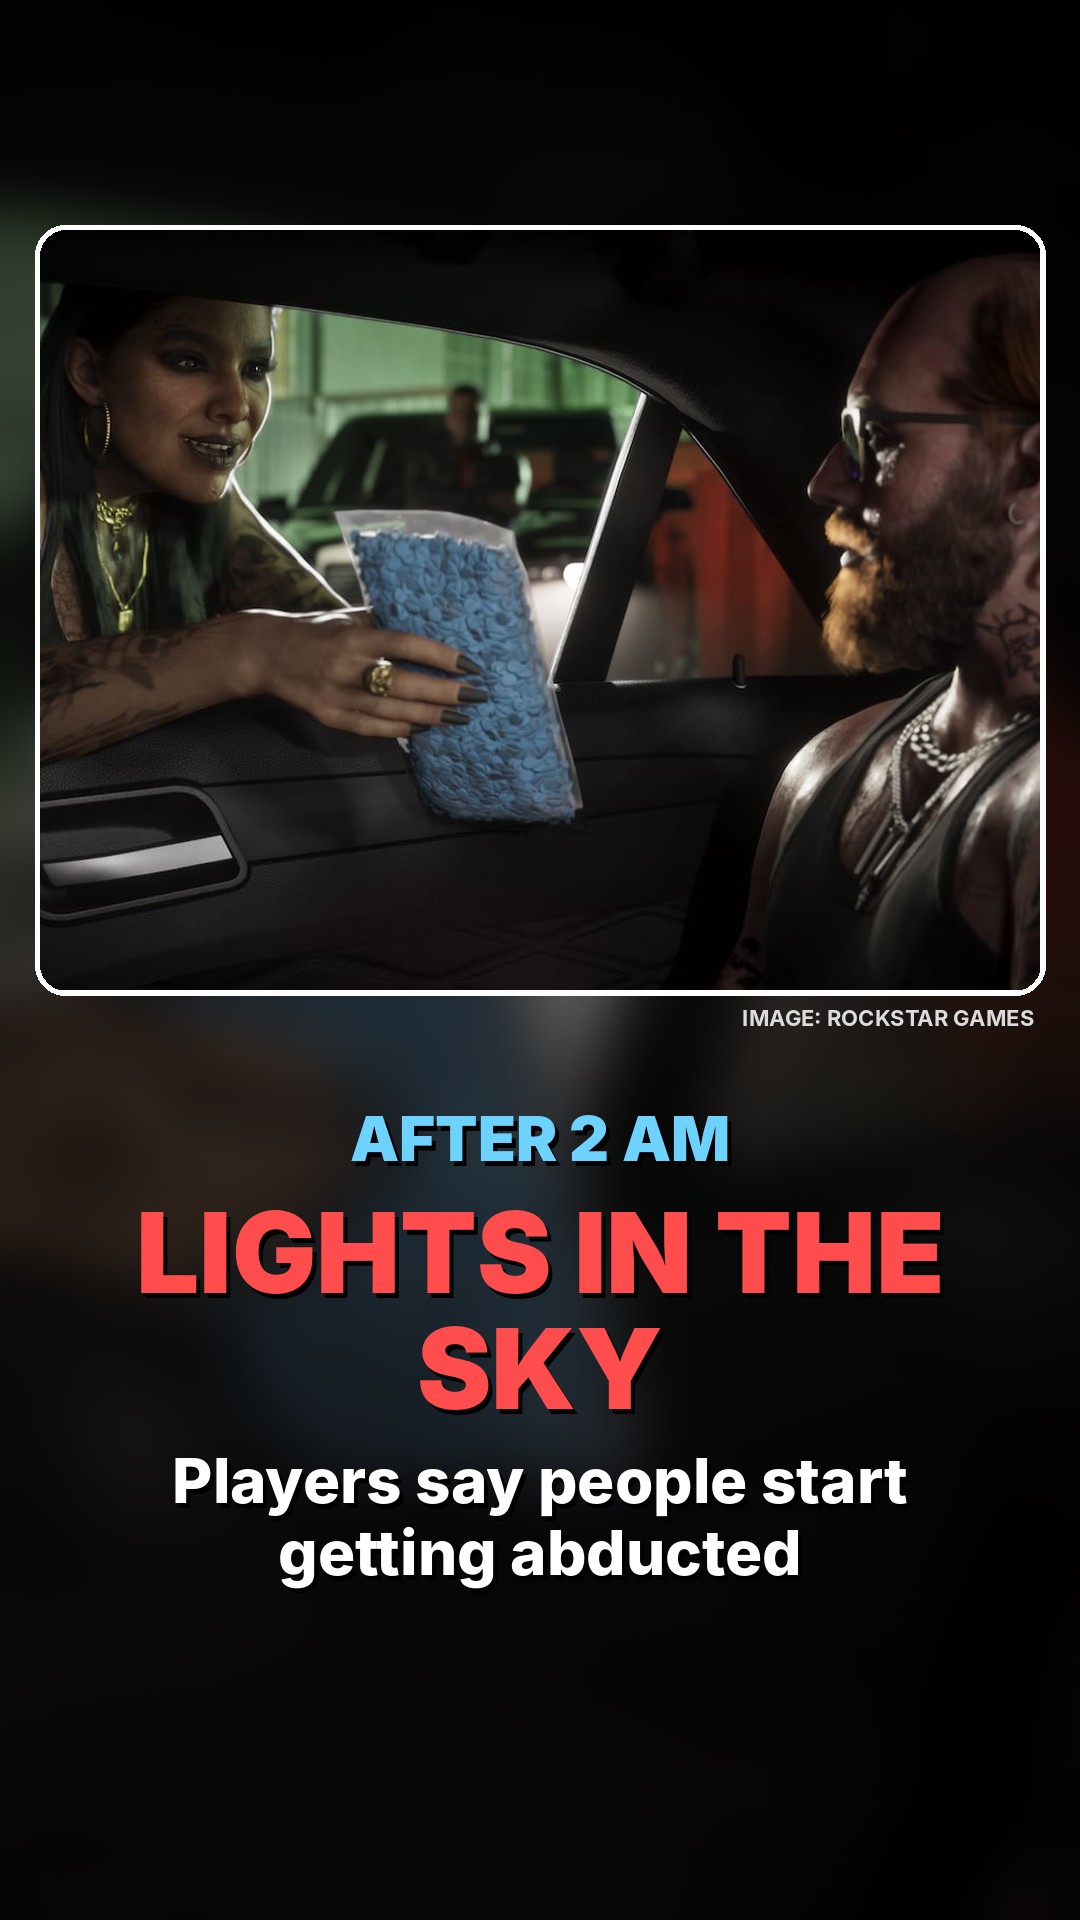 IMAGE: ROCKSTAR GAMES
AFTER 2 AM
LIGHTS IN THE
SKY
Players say people start
getting abducted